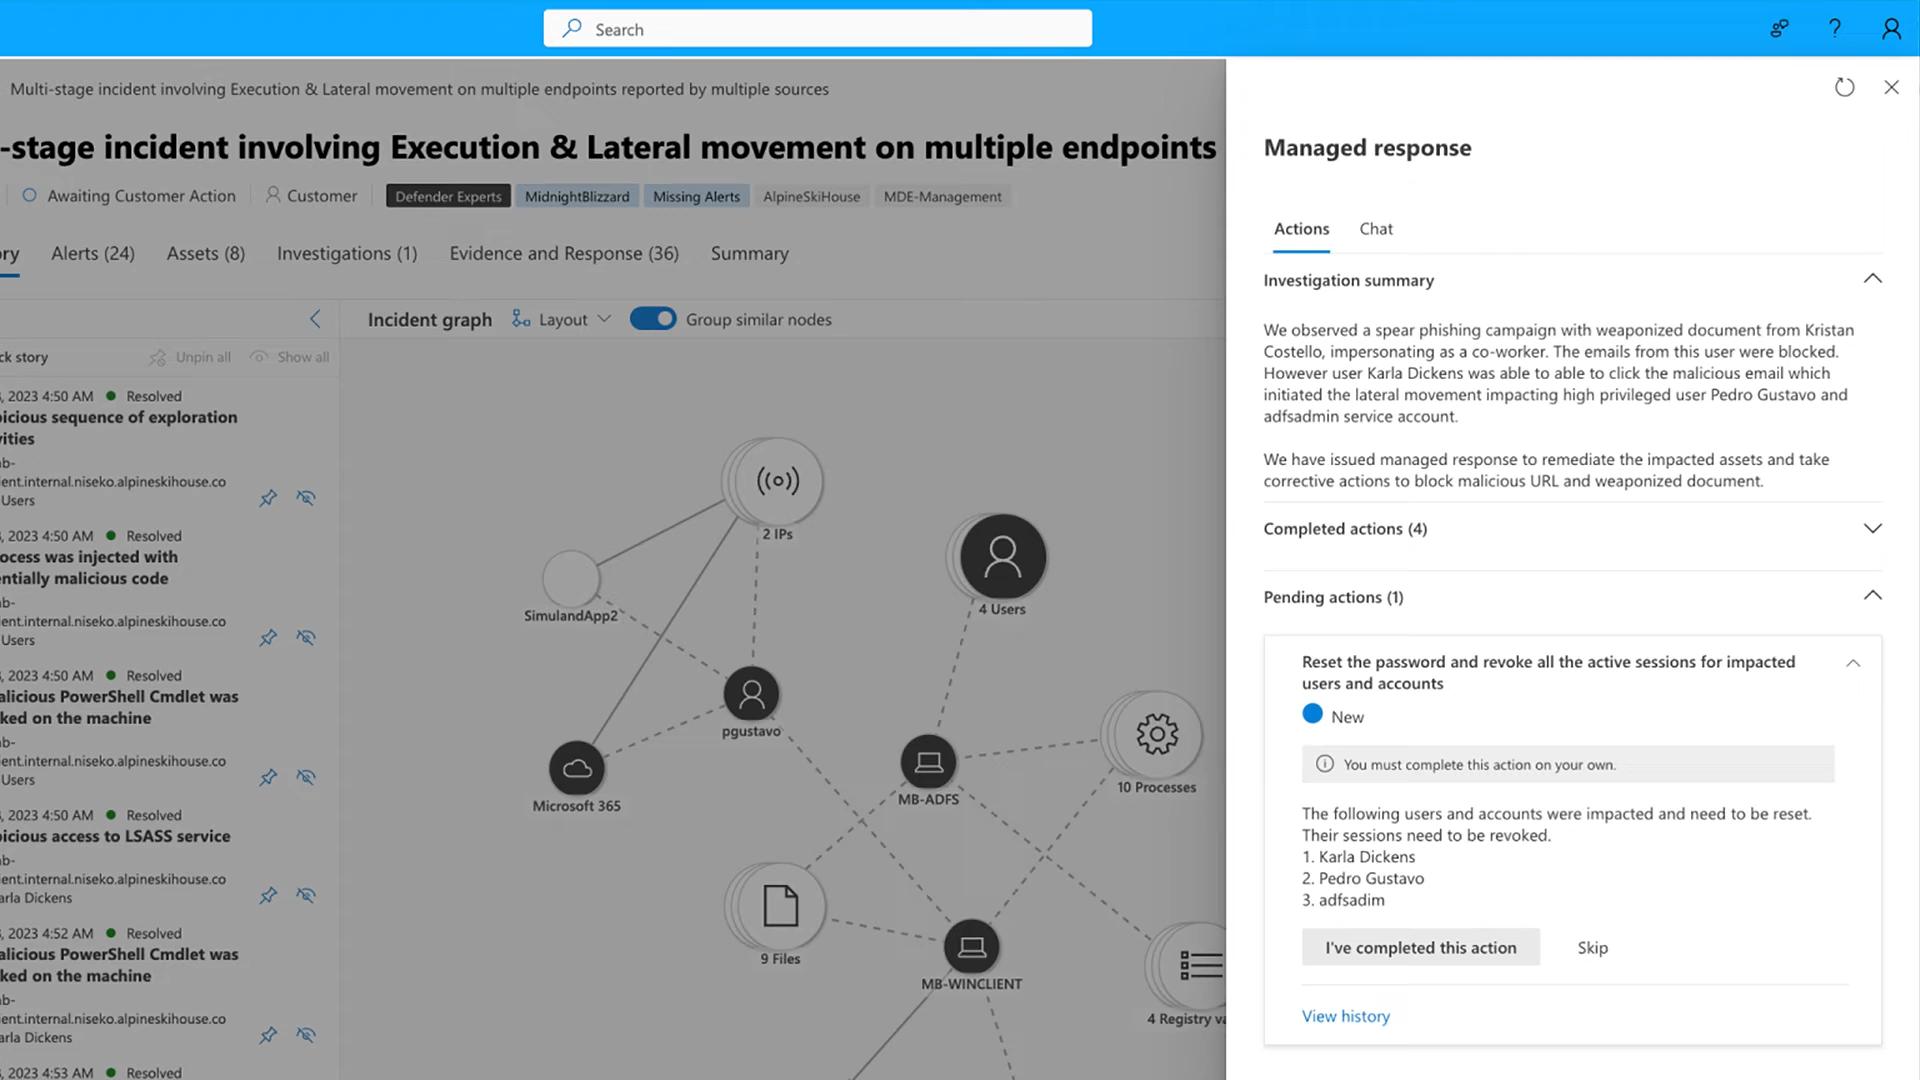 Search
Multi-stage incident involving Execution & Lateral movement on multiple endpoints reported by multiple sources
-stage incident involving Execution & Lateral movement on multiple endpoints
Awaiting Customer Action
Customer
Defender Experts
MidnightBlizzard
Missing Alerts
AlpineSkiHouse
MDE-Management
ory
Alerts (24)
Assets (8)
Investigations (1)
Evidence and Response (36)
Summary
ck story
Unpin all
Show all
, 2023 4:50 AM
Resolved
picious sequence of exploration
vities
ab-
ient.internal.niseko.alpineskihouse.co
Users
, 2023 4:50 AM
Resolved
rocess was injected with
entially malicious code
ab-
ient.internal.niseko.alpineskihouse.co
Users
, 2023 4:50 AM
Resolved
alicious PowerShell Cmdlet was
ked on the machine
ab-
ient.internal.niseko.alpineskihouse.co
Users
, 2023 4:50 AM
Resolved
picious access to LSASS service
ab-
ient.internal.niseko.alpineskihouse.co
arla Dickens
, 2023 4:52 AM
Resolved
alicious PowerShell Cmdlet was
ked on the machine
ab-
ient.internal.niseko.alpineskihouse.co
arla Dickens
, 2023 4:53 AM
Resolved
Incident graph
Layout
Group similar nodes
2 IPs
4 Users
SimulandApp2
pgustavo
Microsoft 365
MB-ADFS
10 Processes
9 Files
MB-WINCLIENT
4 Registry va
Managed response
Actions
Chat
Investigation summary
We observed a spear phishing campaign with weaponized document from Kristan
Costello, impersonating as a co-worker. The emails from this user were blocked.
However user Karla Dickens was able to able to click the malicious email which
initiated the lateral movement impacting high privileged user Pedro Gustavo and
adfsadmin service account.
We have issued managed response to remediate the impacted assets and take
corrective actions to block malicious URL and weaponized document.
Completed actions (4)
Pending actions (1)
Reset the password and revoke all the active sessions for impacted
users and accounts
New
You must complete this action on your own.
The following users and accounts were impacted and need to be reset.
Their sessions need to be revoked.
1. Karla Dickens
2. Pedro Gustavo
3. adfsadim
I've completed this action
Skip
View history